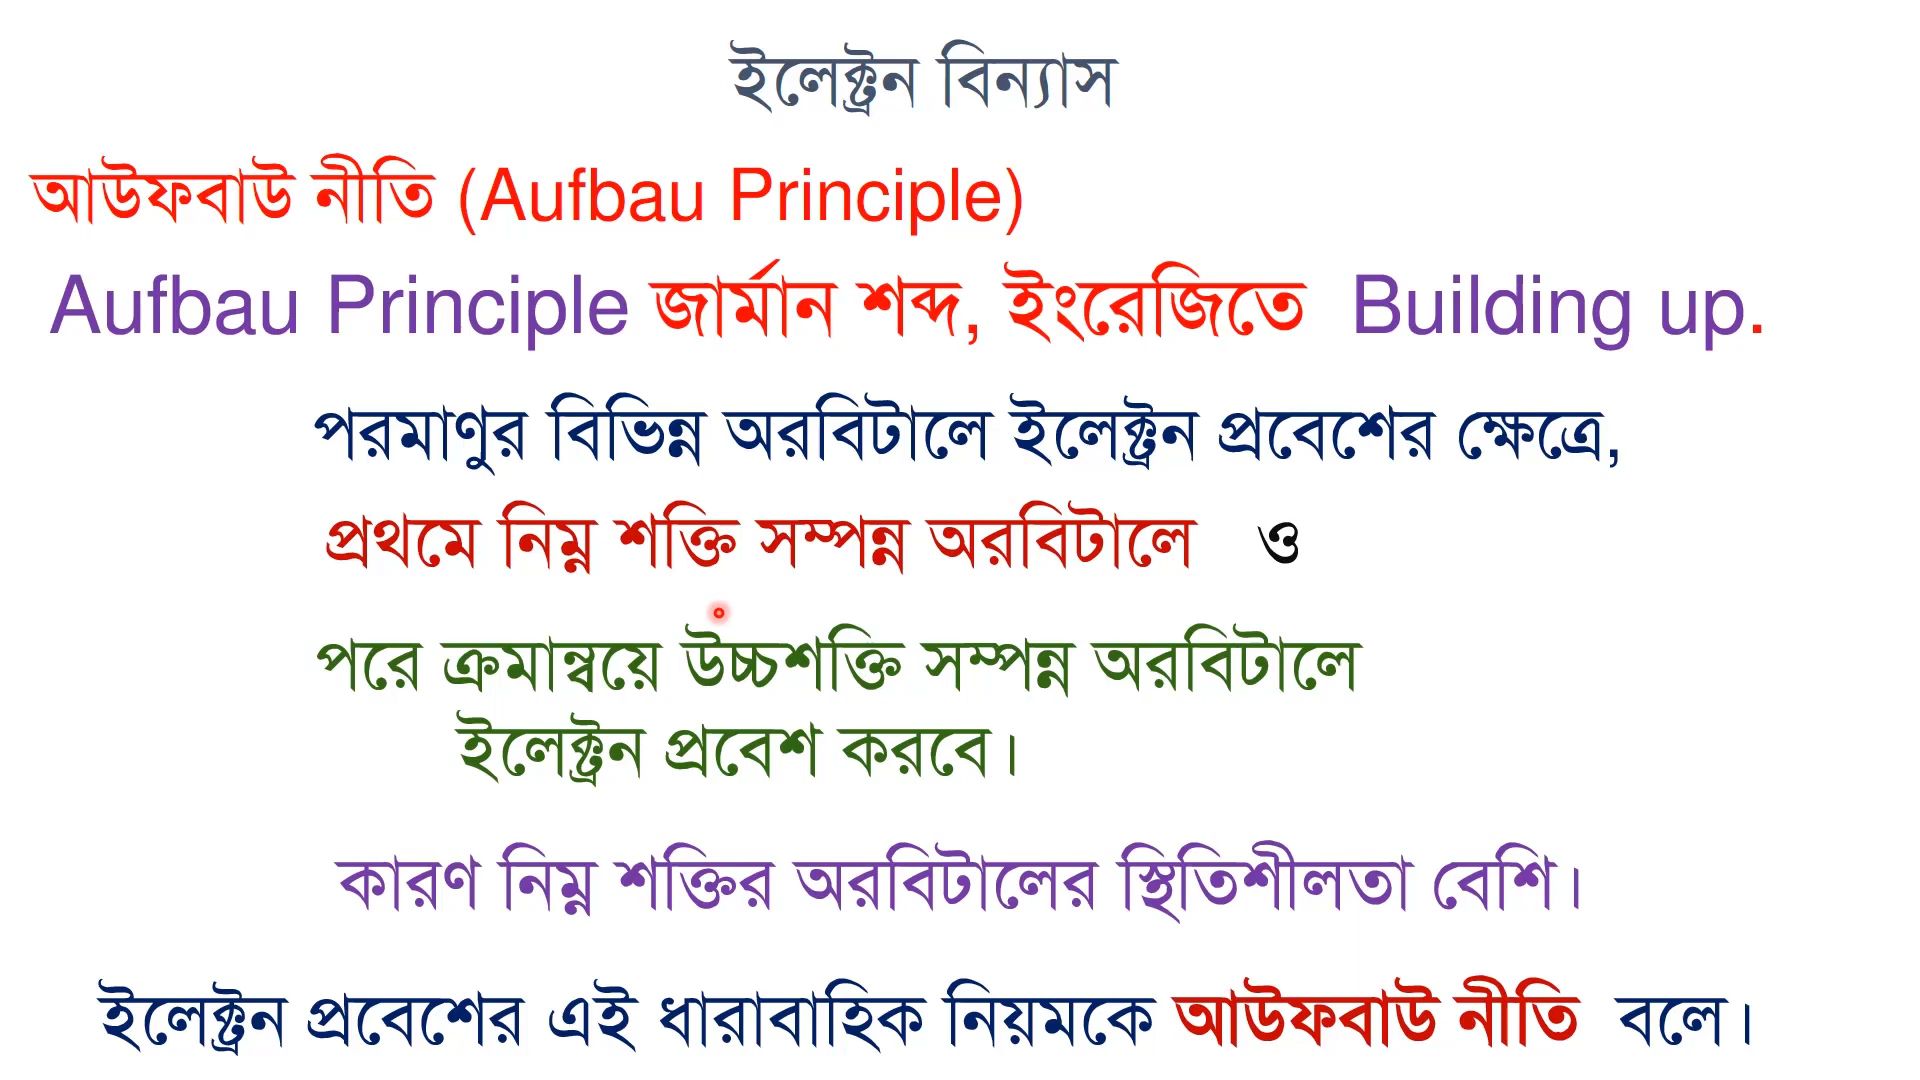 ইলেক্ট্রন বিন্যাস
আউফবাউ নীতি (Aufbau Principle)
Aufbau Principle জার্মান শব্দ, ইংরেজিতে Building up.
পরমাণুর বিভিন্ন অরবিটালে ইলেক্ট্রন প্রবেশের ক্ষেত্রে,
প্রথমে নিম্ন শক্তি সম্পন্ন অরবিটালে ও
পরে ক্রমান্বয়ে উচ্চশক্তি সম্পন্ন অরবিটালে
ইলেক্ট্রন প্রবেশ করবে।
কারণ নিম্ন শক্তির অরবিটালের স্থিতিশীলতা বেশি।
ইলেক্ট্রন প্রবেশের এই ধারাবাহিক নিয়মকে আউফবাউ নীতি বলে।